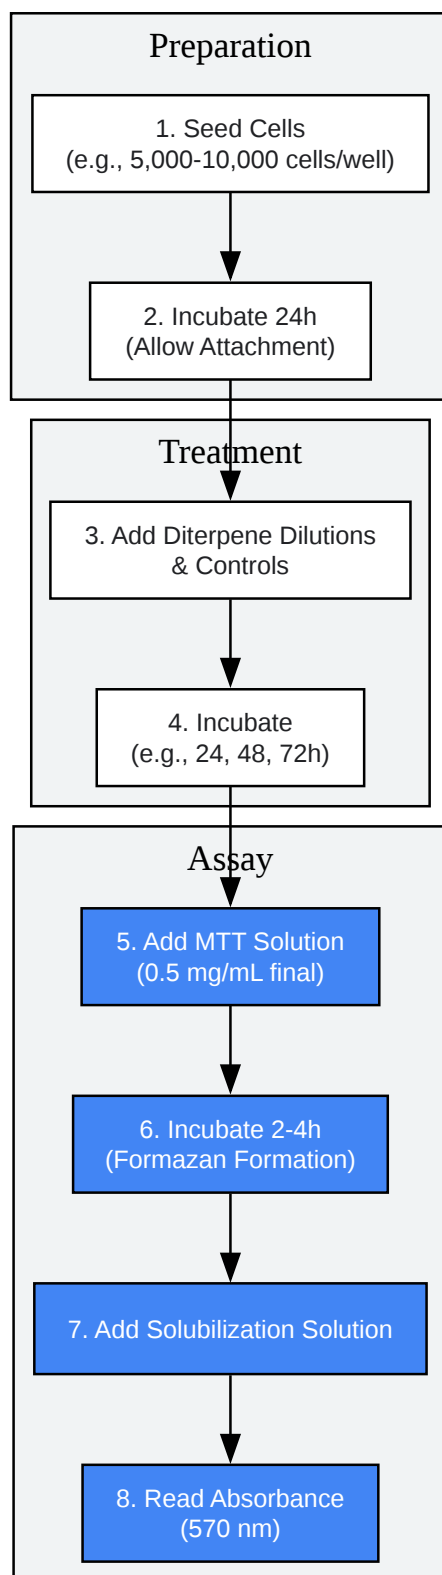 Preparation
1. Seed Cells
(e.g., 5,000-10,000 cells/well)
2. Incubate 24h
(Allow Attachment)
Treatment
3. Add Diterpene Dilutions
& Controls
4. Incubate
(e.g., 24, 48, 72h)
Assay
5. Add MTT Solution
(0.5 mg/mL final)
6. Incubate 2-4h
(Formazan Formation)
7. Add Solubilization Solution
8. Read Absorbance
(570 nm)